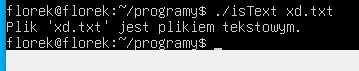 florek@florek:~/programy$ ./isText xd.txt
Plik 'xd.txt' jest plikiem tekstowym.
florek@florek:~/programy$